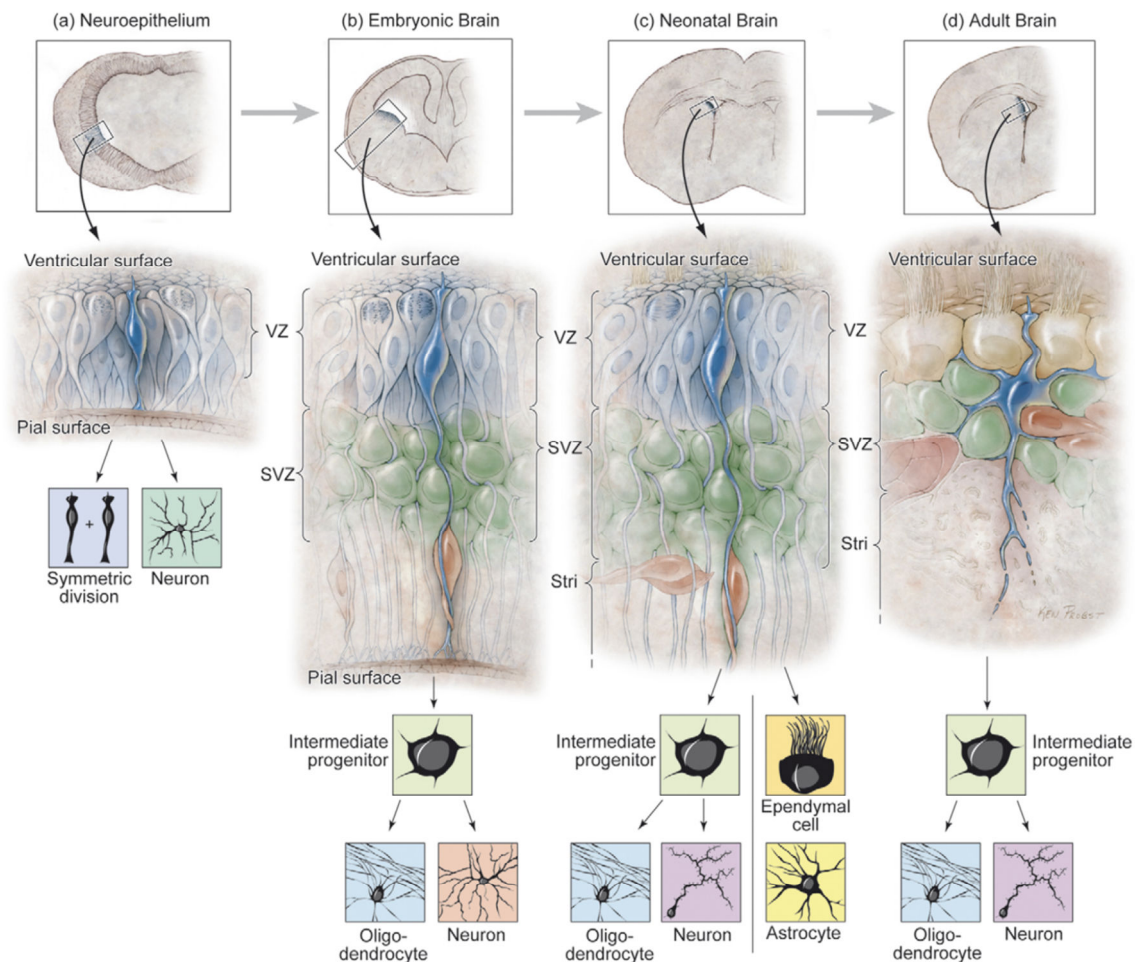 (a) Neuroepithelium
(b) Embryonic Brain
(c) Neonatal Brain
(d) Adult Brain
Ventricular surface
Ventricular surface
Ventricular surface
Ventricular surface
VZ
VZ
VZ
VZ
Pial surface
SVZ
SVZ
SVZ
Stri
Stri
KEN PROBST
Symmetric
division
Neuron
Pial surface
Intermediate
progenitor
Intermediate
progenitor
Ependymal
cell
Intermediate
progenitor
Oligo-
dendrocyte
Neuron
Oligo-
dendrocyte
Neuron
Astrocyte
Oligo-
dendrocyte
Neuron